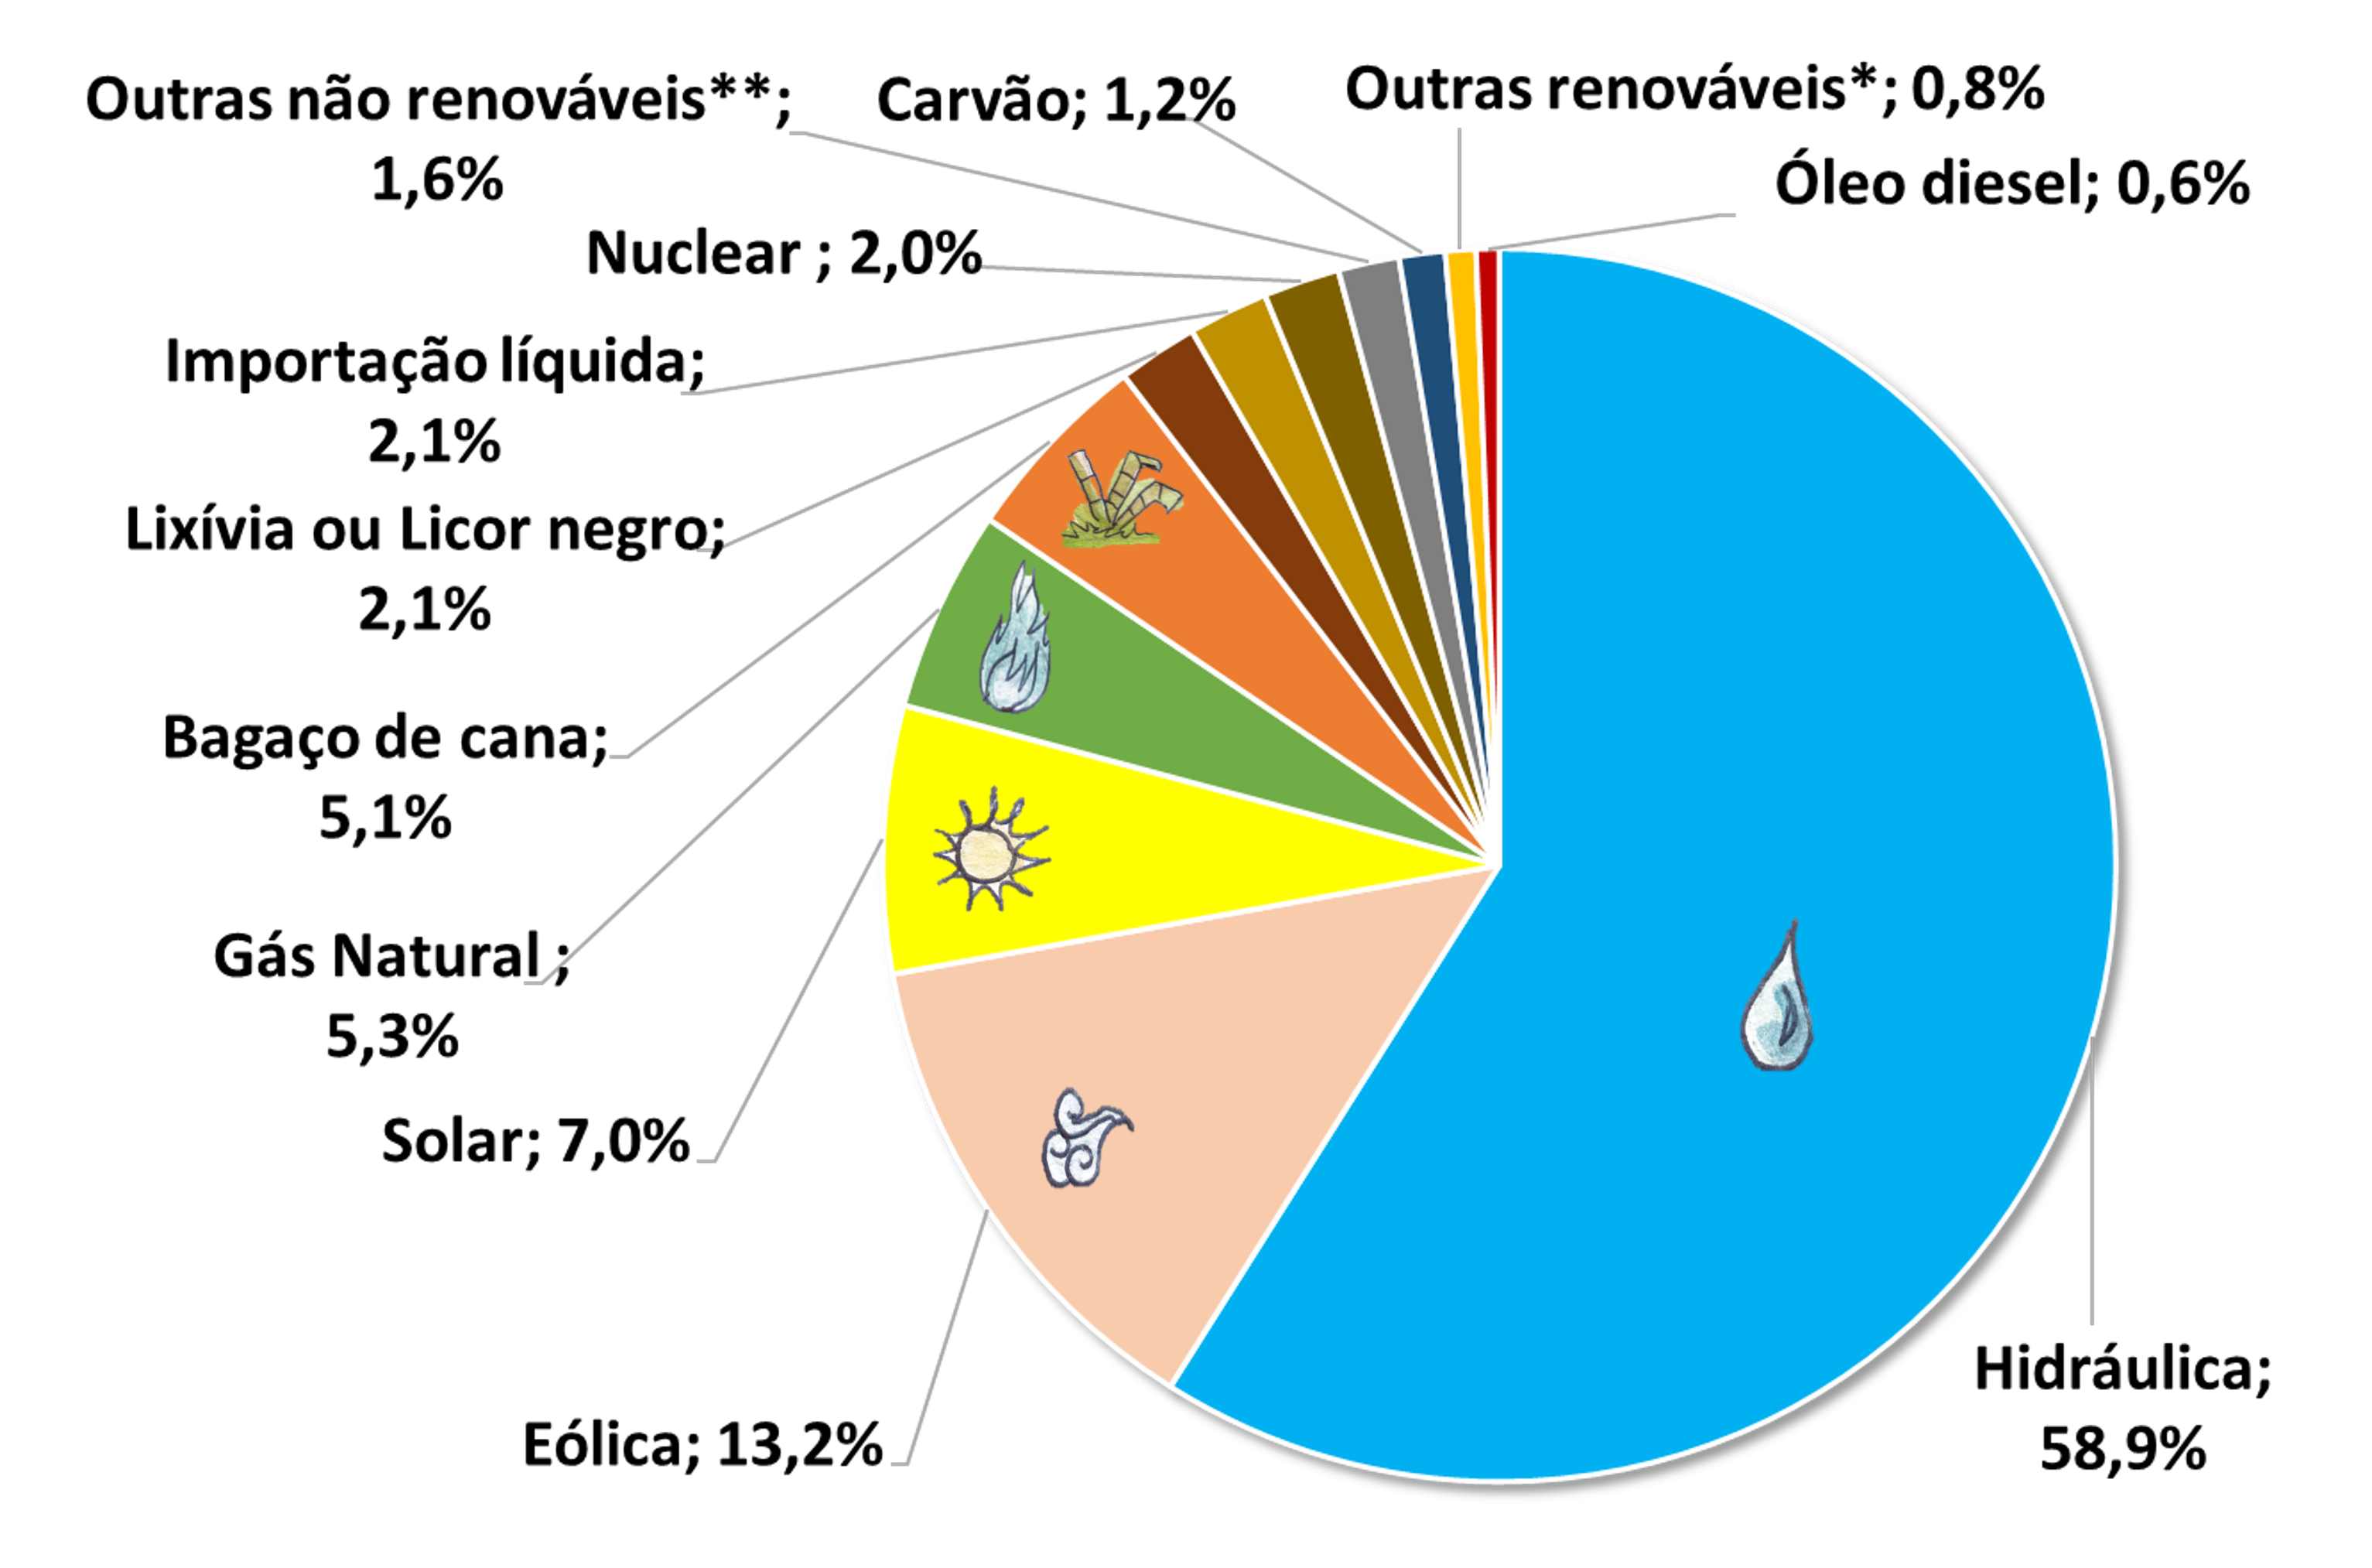 Outras não renováveis**;
1,6%
Carvão; 1,2%
Outras renováveis*; 0,8%
Óleo diesel; 0,6%
Nuclear ; 2,0%
Importação líquida;
2,1%
Lixívia ou Licor negro;
2,1%
Bagaço de cana;
5,1%
Gás Natural ;
5,3%
Solar; 7,0%
Eólica; 13,2%
Hidráulica;
58,9%